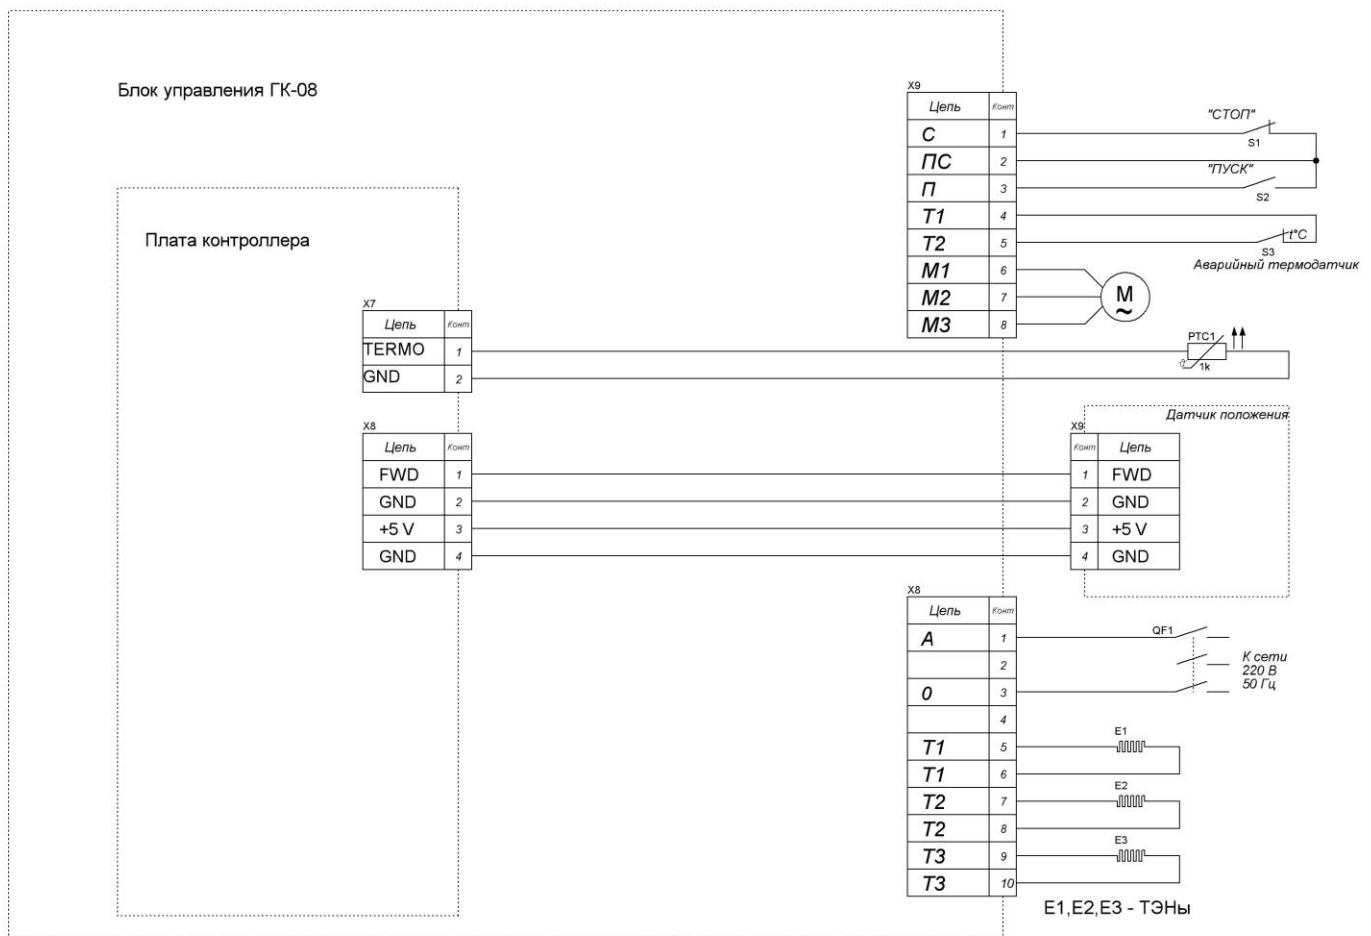 Блок управления ГК-08
Плата контроллера
X9
Цепь Конт
С 1
ПС 2
П 3
Т1 4
Т2 5
М1 6
М2 7
М3 8
"СТОП"
S1
"ПУСК"
S2
t°C
S3
Аварийный термодатчик
M
~
X7
Цепь Конт
TERMO 1
GND 2
PTC1
1k
X8
Цепь Конт
FWD 1
GND 2
+5 V 3
GND 4
Датчик положения
X9
Конт Цепь
1 FWD
2 GND
3 +5 V
4 GND
X8
Цепь Конт
А 1
2
0 3
4
Т1 5
Т1 6
Т2 7
Т2 8
Т3 9
Т3 10
QF1
К сети
220 В
50 Гц
E1
E2
E3
E1,E2,E3 - ТЭНы